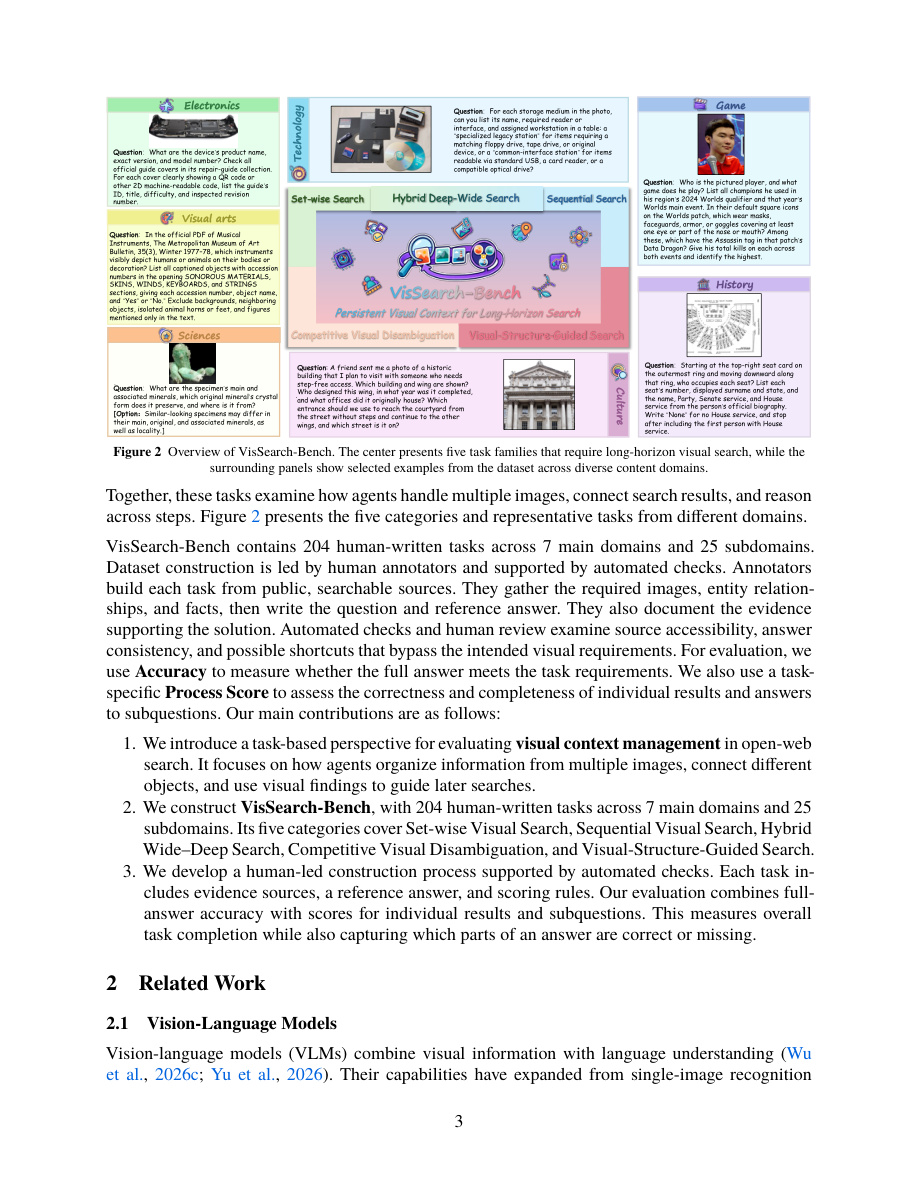 Electronics
Question: What are the device's product name,
exact version, and model number? Check all
official guide covers in its repair-guide collection.
For each cover clearly showing a QR code or
other 2D machine-readable code, list the guide's
ID, title, difficulty, and inspected revision
number.
Visual arts
Question: In the official PDF of Musical
Instruments, The Metropolitan Museum of Art
Bulletin, 35(3), Winter 1977-78, which instruments
visibly depict humans or animals on their bodies or
decoration? List all captioned objects with accession
numbers in the opening SONOROUS MATERIALS,
SKINS, WINDS, KEYBOARDS, and STRINGS
sections, giving each accession number, object name,
and "Yes" or "No." Exclude backgrounds, neighboring
objects, isolated animal horns or feet, and figures
mentioned only in the text.
Sciences
Question: What are the specimen's main and
associated minerals, which original mineral's crystal
form does it preserve, and where is it from?
[Option: Similar-looking specimens may differ in
their main, original, and associated minerals, as
well as locality.]
Technology
Question: For each storage medium in the photo,
can you list its name, required reader or
interface, and assigned workstation in a table: a
"specialized legacy station" for items requiring a
matching floppy drive, tape drive, or original
device, or a "common-interface station" for items
readable via standard USB, a card reader, or a
compatible optical drive?
Set-wise Search
Hybrid Deep-Wide Search
Sequential Search
VisSearch-Bench
Persistent Visual Context for Long-Horizon Search
Competitive Visual Disambiguation
Visual-Structure-Guided Search
Question: A friend sent me a photo of a historic
building that I plan to visit with someone who needs
step-free access. Which building and wing are shown?
Who designed this wing, in what year was it completed,
and what offices did it originally house? Which
entrance should we use to reach the courtyard from
the street without steps and continue to the other
wings, and which street is it on?
Culture
Game
Question: Who is the pictured player, and what
game does he play? List all champions he used in
his region's 2024 Worlds qualifier and that year's
Worlds main event. In their default square icons
on the Worlds patch, which wear masks,
faceguards, armor, or goggles covering at least
one eye or part of the nose or mouth? Among
these, which have the Assassin tag in that patch's
Data Dragon? Give his total kills on each across
both events and identify the highest.
History
Question: Starting at the top-right seat card on
the outermost ring and moving downward along
that ring, who occupies each seat? List each
seat's number, displayed surname and state, and
the name, Party, Senate service, and House
service from the person's official biography.
Write "None" for no House service, and stop
after including the first person with House
service.
Figure 2 Overview of VisSearch-Bench. The center presents five task families that require long-horizon visual search, while the
surrounding panels show selected examples from the dataset across diverse content domains.
Together, these tasks examine how agents handle multiple images, connect search results, and reason
across steps. Figure 2 presents the five categories and representative tasks from different domains.
VisSearch-Bench contains 204 human-written tasks across 7 main domains and 25 subdomains.
Dataset construction is led by human annotators and supported by automated checks. Annotators
build each task from public, searchable sources. They gather the required images, entity relation-
ships, and facts, then write the question and reference answer. They also document the evidence
supporting the solution. Automated checks and human review examine source accessibility, answer
consistency, and possible shortcuts that bypass the intended visual requirements. For evaluation, we
use Accuracy to measure whether the full answer meets the task requirements. We also use a task-
specific Process Score to assess the correctness and completeness of individual results and answers
to subquestions. Our main contributions are as follows:
1. We introduce a task-based perspective for evaluating visual context management in open-web
search. It focuses on how agents organize information from multiple images, connect different
objects, and use visual findings to guide later searches.
2. We construct VisSearch-Bench, with 204 human-written tasks across 7 main domains and 25
subdomains. Its five categories cover Set-wise Visual Search, Sequential Visual Search, Hybrid
Wide–Deep Search, Competitive Visual Disambiguation, and Visual-Structure-Guided Search.
3. We develop a human-led construction process supported by automated checks. Each task in-
cludes evidence sources, a reference answer, and scoring rules. Our evaluation combines full-
answer accuracy with scores for individual results and subquestions. This measures overall
task completion while also capturing which parts of an answer are correct or missing.
2 Related Work
2.1 Vision-Language Models
Vision-language models (VLMs) combine visual information with language understanding (Wu
et al., 2026c; Yu et al., 2026). Their capabilities have expanded from single-image recognition
3